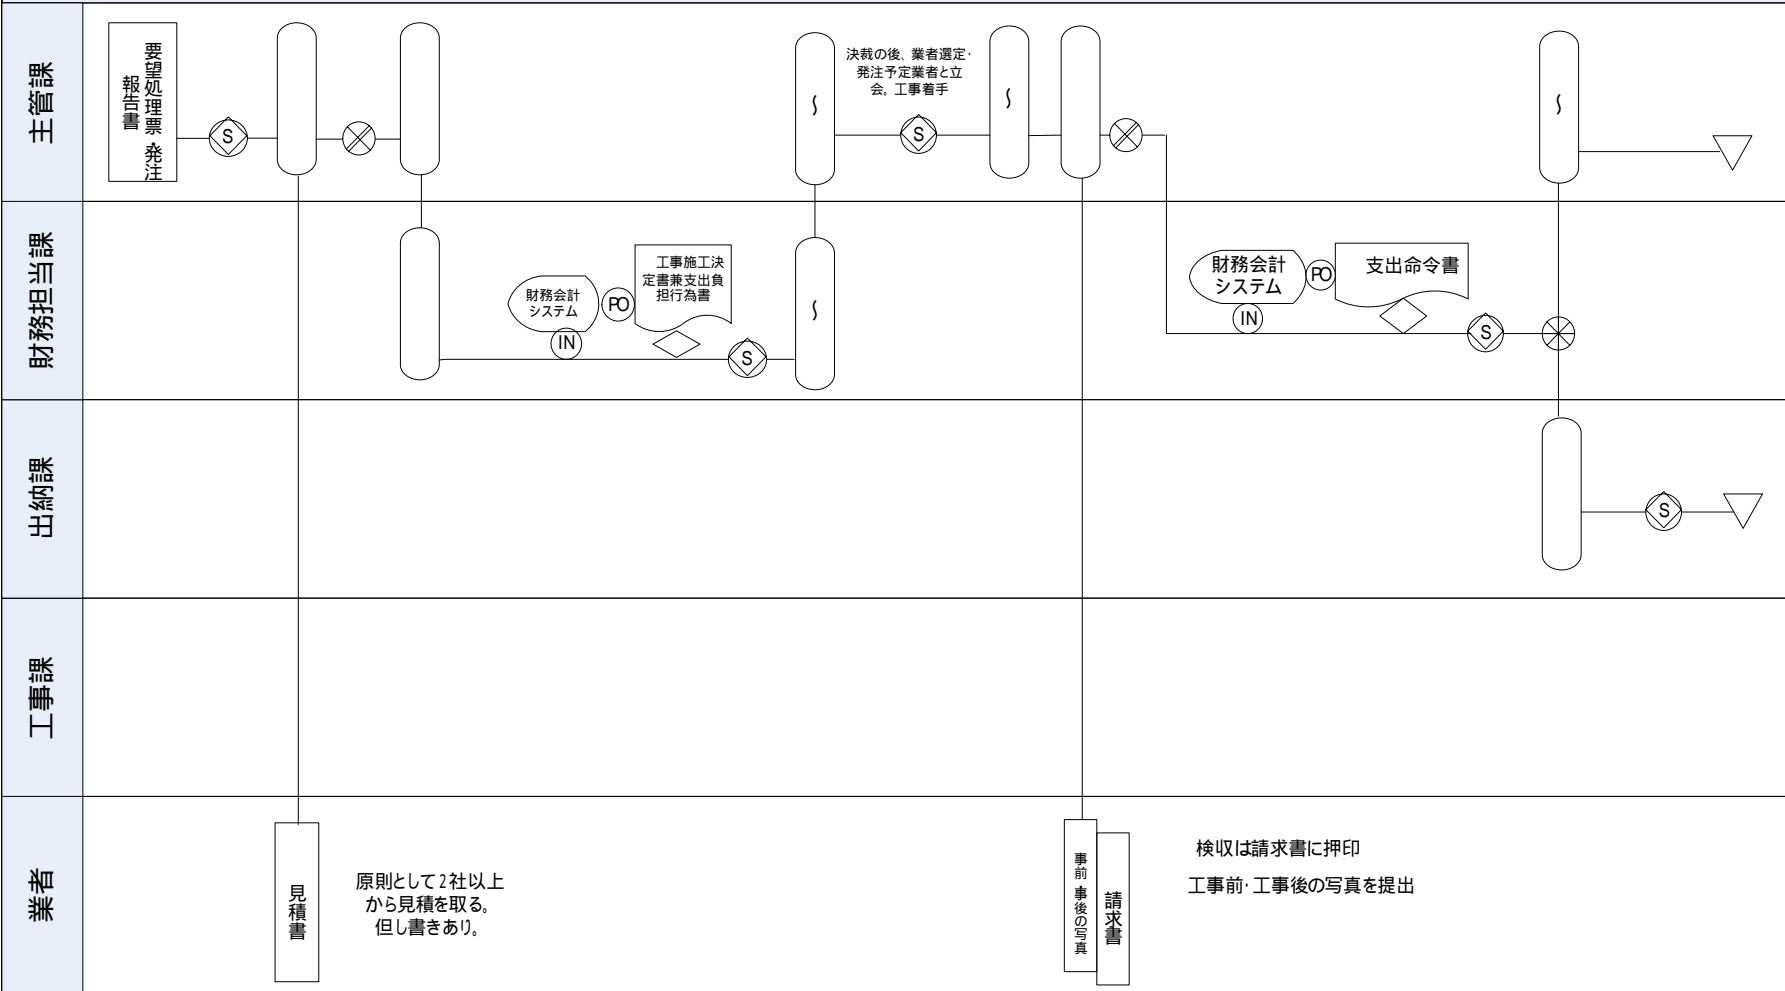 主管課
要望処理票・発注
報告書
S
〜
決裁の後、業者選定・
発注予定業者と立
会。工事着手
S
〜
〜
財務担当課
財務会計
システム
IN
PO
工事施工決
定書兼支出負
担行為書
S
〜
財務会計
システム
IN
PO
支出命令書
S
出納課
S
工事課
業者
見積書
原則として2社以上
から見積を取る。
但し書きあり。
事前・事後の写真
請求書
検収は請求書に押印
工事前・工事後の写真を提出